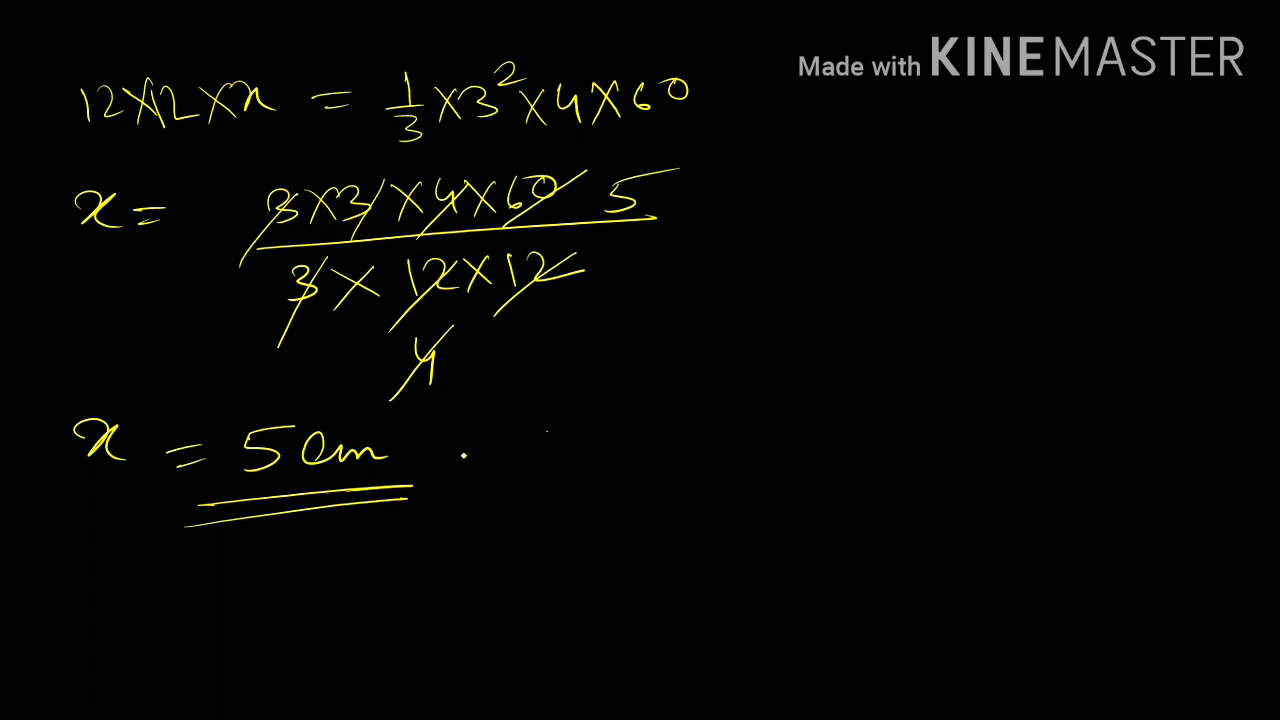 Made with KINEMASTER
12×12×x = 1/3 ×3²×4×60
x = 3×3×4×60 5
3×12×12
4
x = 5cm